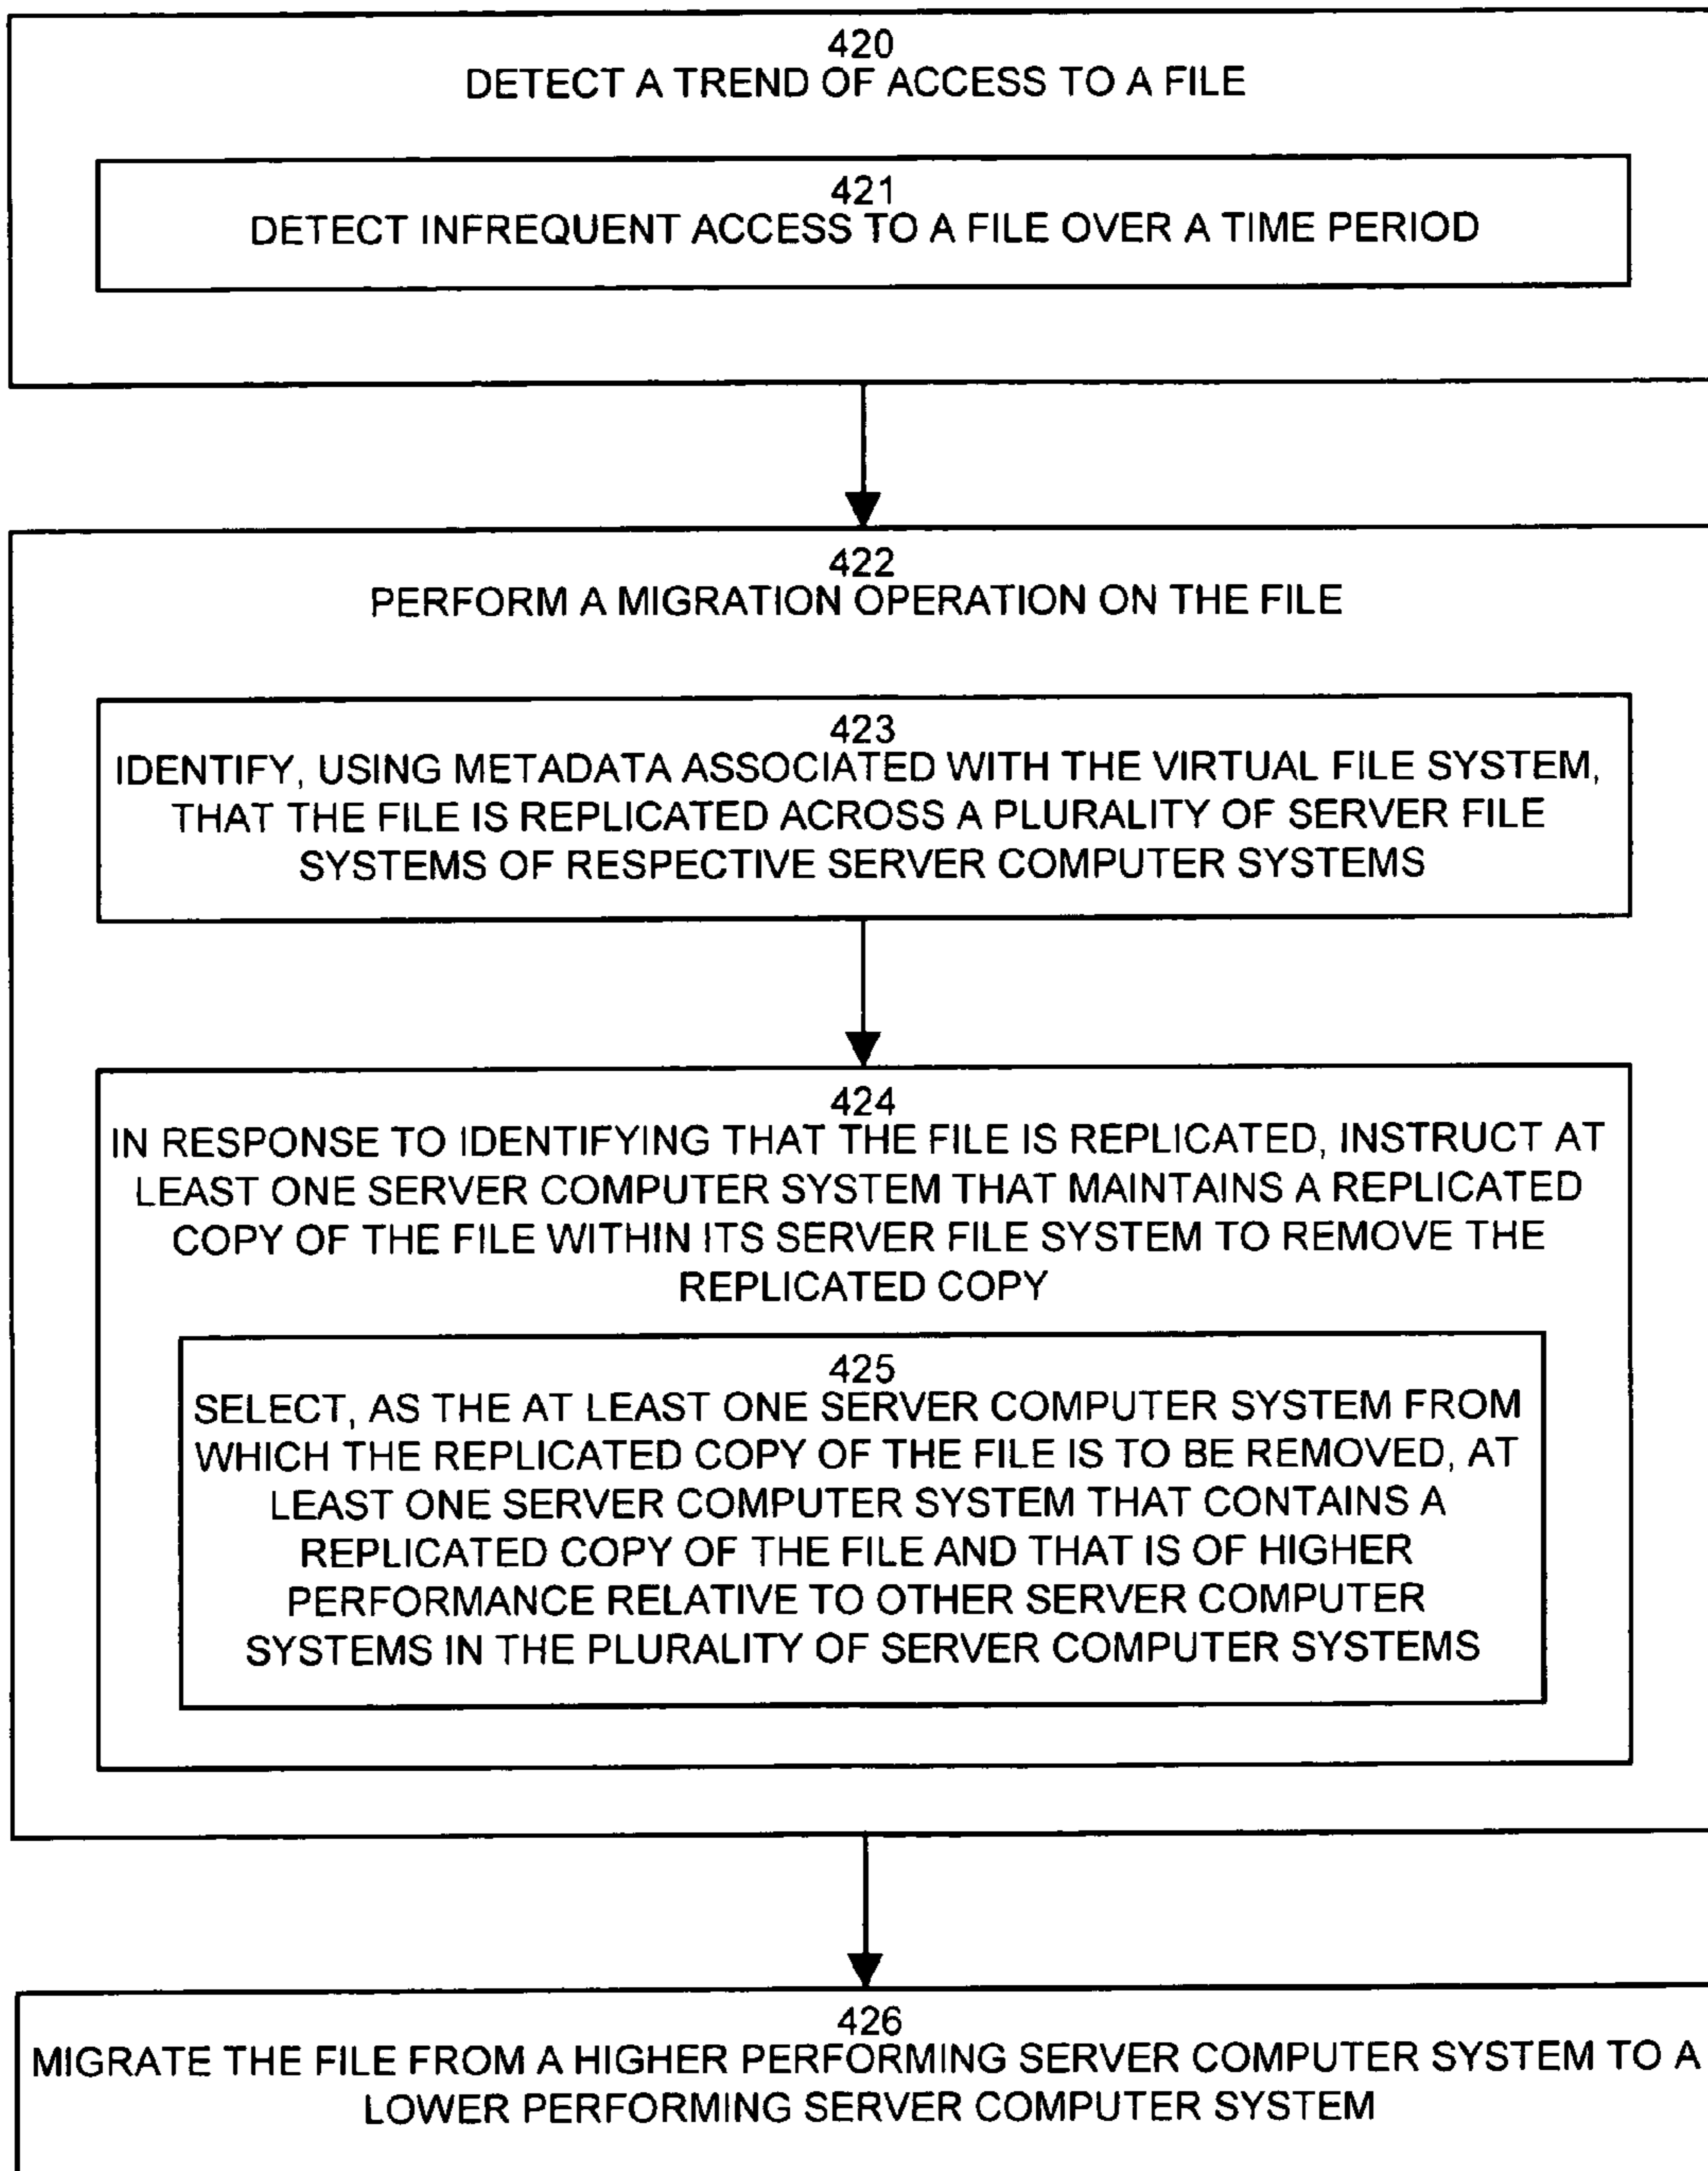 420
DETECT A TREND OF ACCESS TO A FILE
421
DETECT INFREQUENT ACCESS TO A FILE OVER A TIME PERIOD
422
PERFORM A MIGRATION OPERATION ON THE FILE
423
IDENTIFY, USING METADATA ASSOCIATED WITH THE VIRTUAL FILE SYSTEM,
THAT THE FILE IS REPLICATED ACROSS A PLURALITY OF SERVER FILE
SYSTEMS OF RESPECTIVE SERVER COMPUTER SYSTEMS
424
IN RESPONSE TO IDENTIFYING THAT THE FILE IS REPLICATED, INSTRUCT AT
LEAST ONE SERVER COMPUTER SYSTEM THAT MAINTAINS A REPLICATED
COPY OF THE FILE WITHIN ITS SERVER FILE SYSTEM TO REMOVE THE
REPLICATED COPY
425
SELECT, AS THE AT LEAST ONE SERVER COMPUTER SYSTEM FROM
WHICH THE REPLICATED COPY OF THE FILE IS TO BE REMOVED, AT
LEAST ONE SERVER COMPUTER SYSTEM THAT CONTAINS A
REPLICATED COPY OF THE FILE AND THAT IS OF HIGHER
PERFORMANCE RELATIVE TO OTHER SERVER COMPUTER
SYSTEMS IN THE PLURALITY OF SERVER COMPUTER SYSTEMS
426
MIGRATE THE FILE FROM A HIGHER PERFORMING SERVER COMPUTER SYSTEM TO A
LOWER PERFORMING SERVER COMPUTER SYSTEM